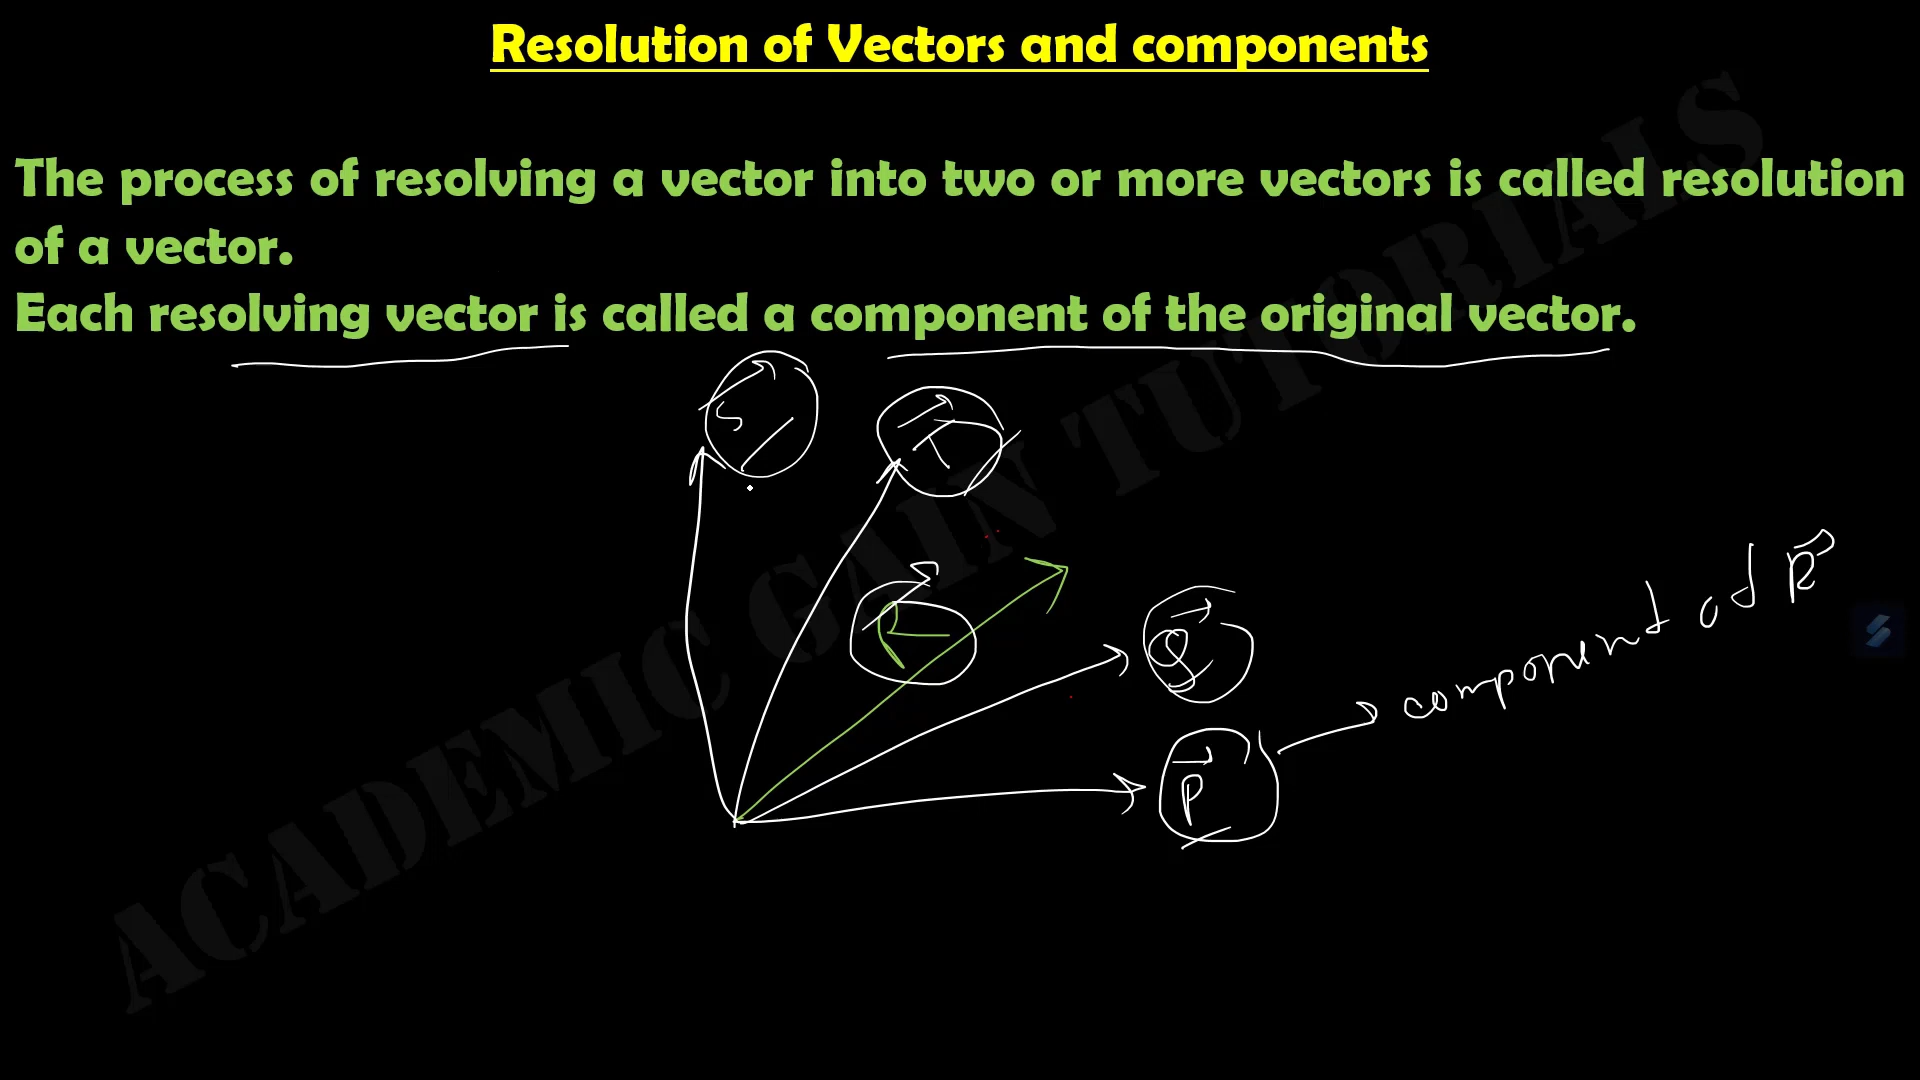 Resolution of Vectors and components
The process of resolving a vector into two or more vectors is called resolution
of a vector.
Each resolving vector is called a component of the original vector.
S
T
R
Q
P
component of R
ACADEMIC GAIN TUTORIALS